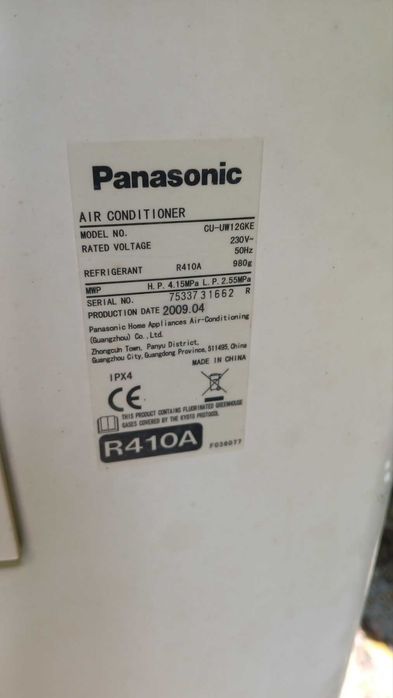 Panasonic
AIR CONDITIONER
MODEL NO. CU-UW12GKE
RATED VOLTAGE 230V~
50Hz
REFRIGERANT R410A 980g
MWP H.P. 4.15MPa L.P. 2.55MPa
SERIAL NO. 7533731662 R
PRODUCTION DATE 2009.04
Panasonic Home Appliances Air-Conditioning
(Guangzhou) Co., Ltd.
Zhongcun Town, Panyu District,
Guangzhou City, Guangdong Province, 511495, China
MADE IN CHINA
IPX4
CE
THIS PRODUCT CONTAINS FLUORINATED GREENHOUSE
GASES COVERED BY THE KYOTO PROTOCOL
R410A F030077